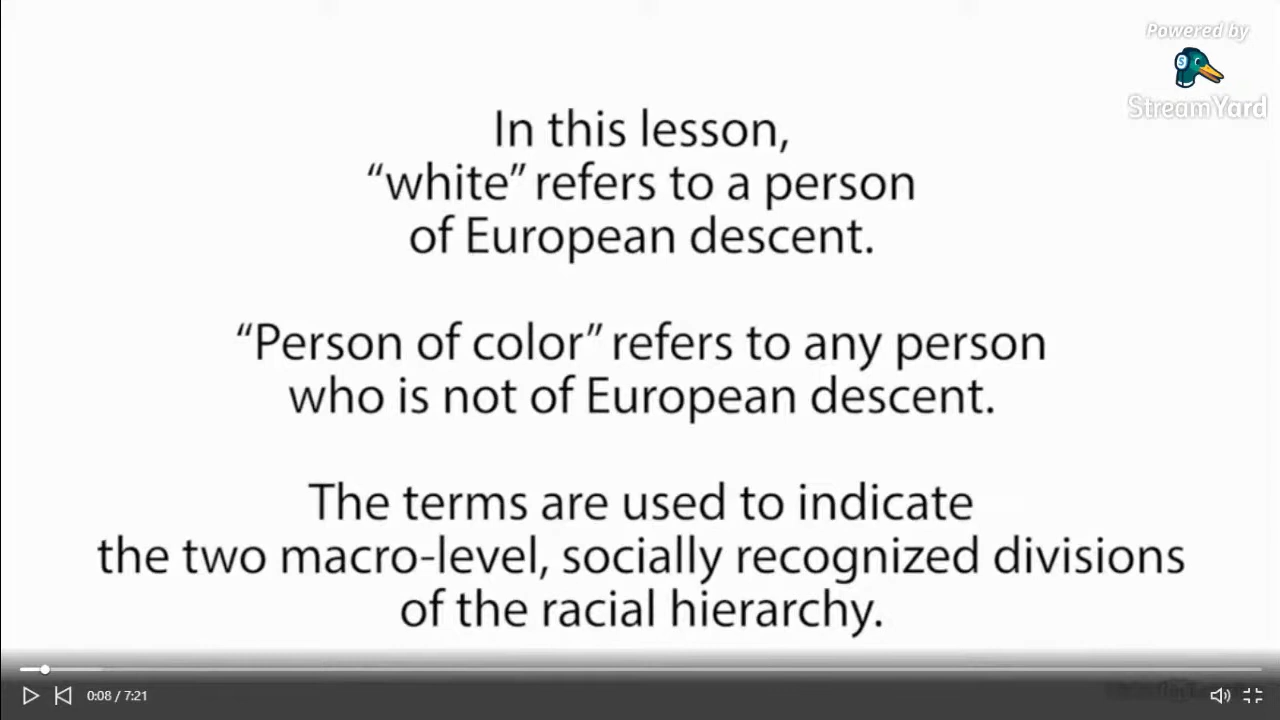 Powered by
StreamYard
In this lesson,
“white” refers to a person
of European descent.
“Person of color” refers to any person
who is not of European descent.
The terms are used to indicate
the two macro-level, socially recognized divisions
of the racial hierarchy.
0:08 / 7:21